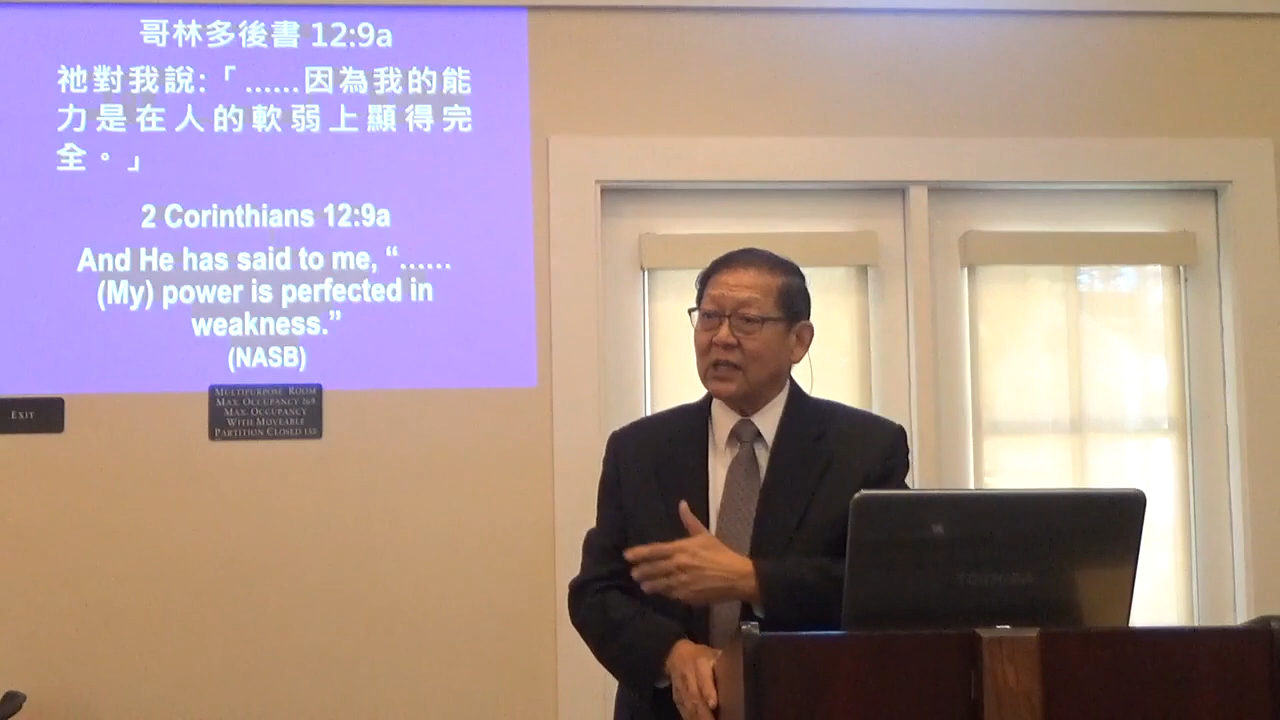 哥林多後書 12:9a
祂對我說:「……因為我的能
力是在人的軟弱上顯得完
全。」
2 Corinthians 12:9a
And He has said to me, “……
(My) power is perfected in
weakness.”
(NASB)
EXIT
MULTIPURPOSE ROOM
MAX. OCCUPANCY
MAX. OCCUPANCY
WITH MOVEABLE
PARTITION CLOSED
TOSHIBA